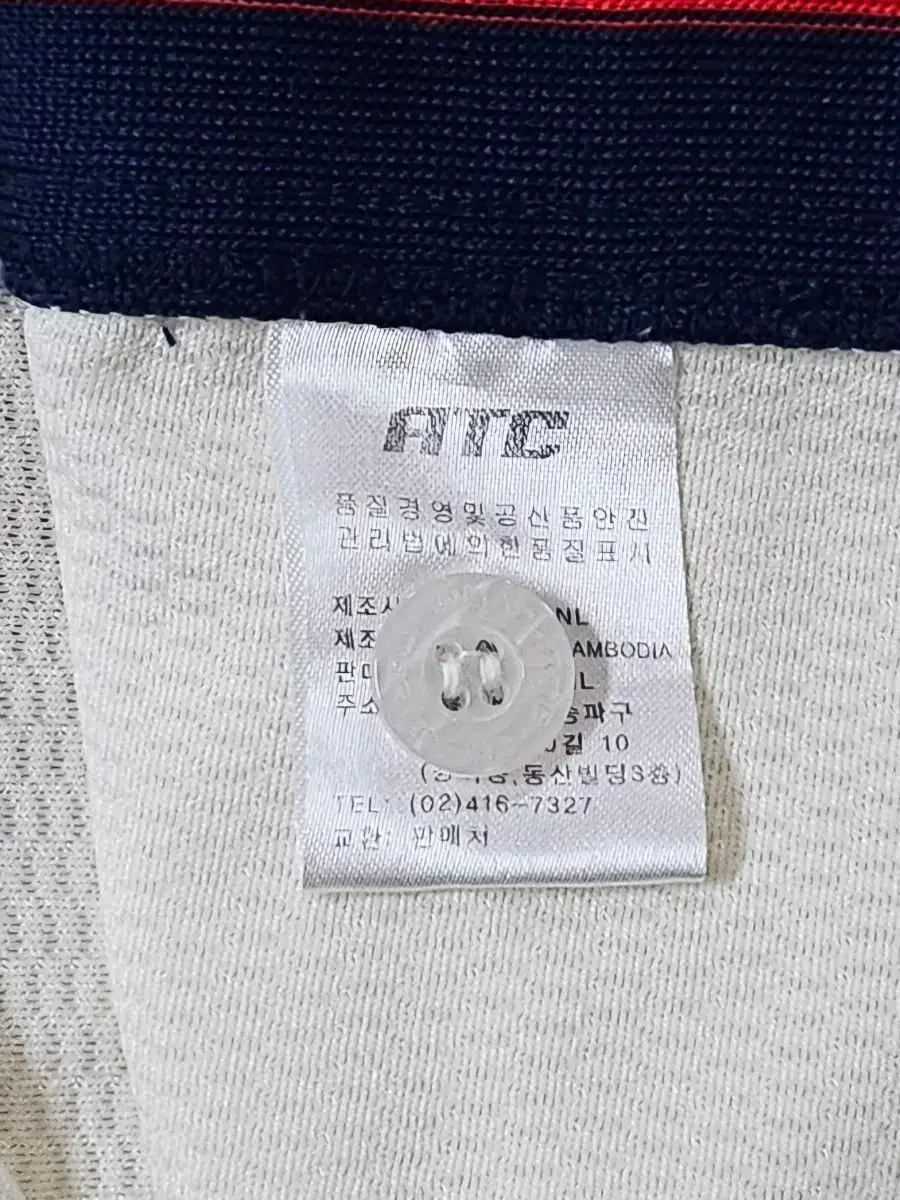 ATC
품질경영및공산품안전
관리법에의한품질표시
제조사 NL
제조 AMBODIA
판매 L
주소 송파구
길 10
동산빌딩3층)
TEL: (02)416-7327
교환: 판매처